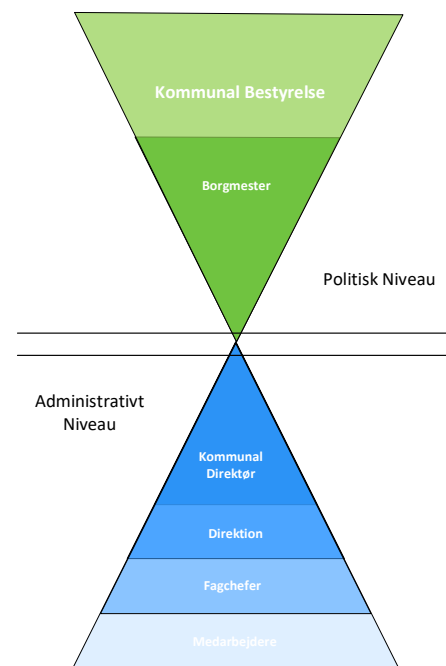 Kommunal Bestyrelse
Borgmester
Politisk Niveau
Administrativt
Niveau
Kommunal
Direktør
Direktion
Fagchefer
Medarbejdere